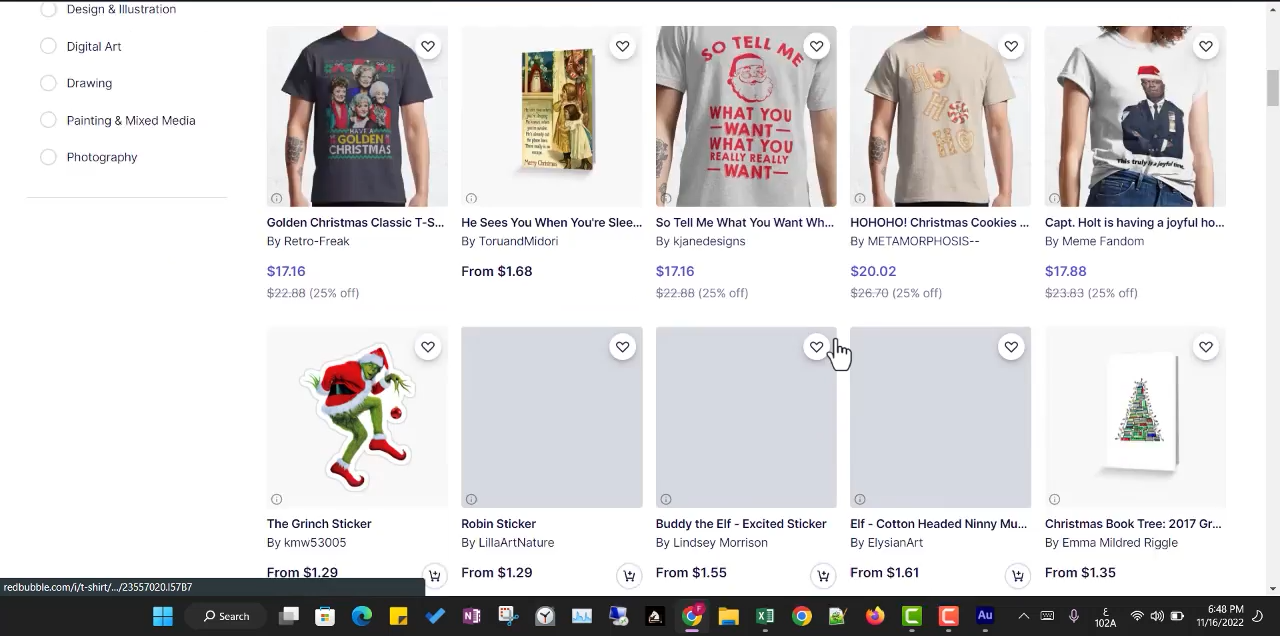 Design & Illustration
Digital Art
Drawing
Painting & Mixed Media
Photography
HAVE A
GOLDEN
CHRISTMAS
Merry Christmas
SO TELL ME
WHAT YOU
WANT
WHAT YOU
REALLY REALLY
WANT
HO
HO
HO
This truly is a joyful time.
Golden Christmas Classic T-S...
By Retro-Freak
$17.16
$22.88 (25% off)
He Sees You When You're Slee...
By ToruandMidori
From $1.68
So Tell Me What You Want Wh...
By kjanedesigns
$17.16
$22.88 (25% off)
HOHOHO! Christmas Cookies ...
By METAMORPHOSIS--
$20.02
$26.70 (25% off)
Capt. Holt is having a joyful ho...
By Meme Fandom
$17.88
$23.83 (25% off)
The Grinch Sticker
By kmw53005
From $1.29
Robin Sticker
By LillaArtNature
From $1.29
Buddy the Elf - Excited Sticker
By Lindsey Morrison
From $1.55
Elf - Cotton Headed Ninny Mu...
By ElysianArt
From $1.61
Christmas Book Tree: 2017 Gr...
By Emma Mildred Riggle
From $1.35
redbubble.com/i/t-shirt/.../23557020.I57B7
Search
ع
102A
6:48 PM
11/16/2022